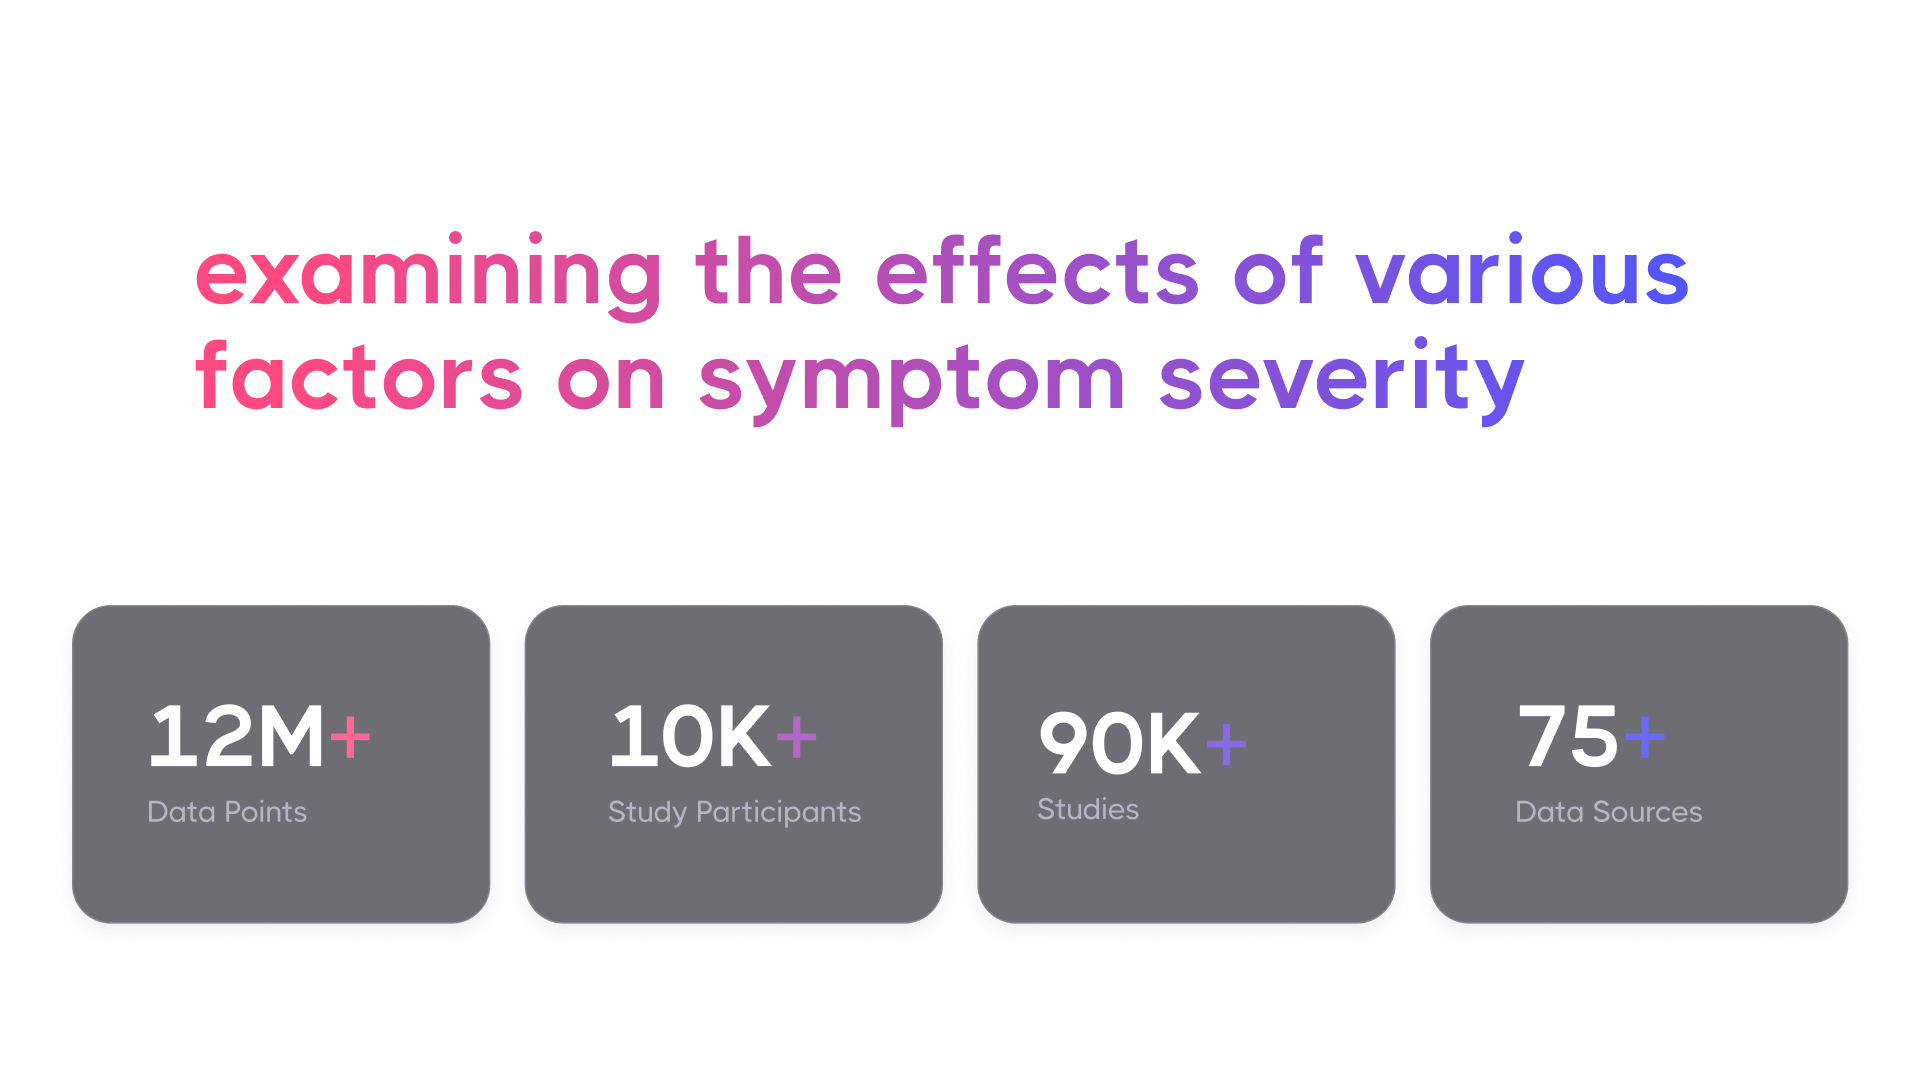 examining the effects of various
factors on symptom severity
12M+
Data Points
10K+
Study Participants
90K+
Studies
75+
Data Sources